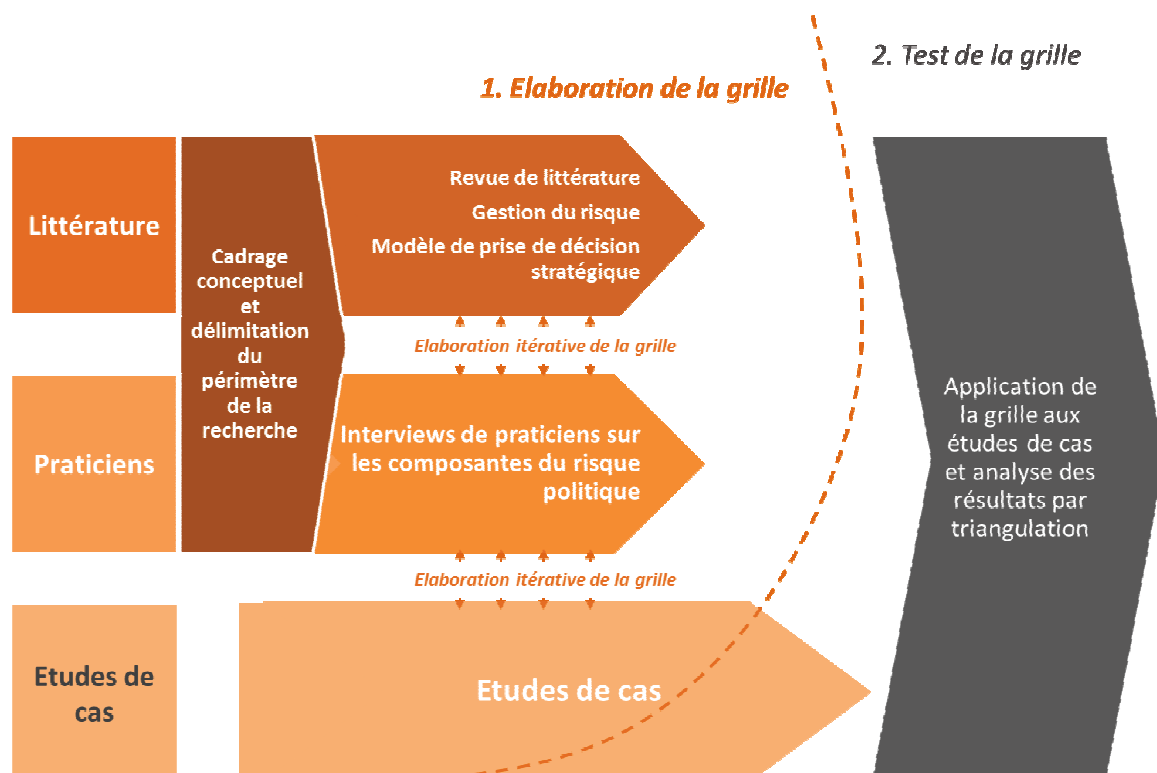 2. Test de la grille
1. Elaboration de la grille
Littérature
Cadrage
conceptuel
et
délimitation
du
périmètre
de la
recherche
Revue de littérature
Gestion du risque
Modèle de prise de décision
stratégique
Elaboration itérative de la grille
Praticiens
Interviews de praticiens sur
les composantes du risque
politique
Elaboration itérative de la grille
Etudes de
cas
Etudes de cas
Application de
la grille aux
études de cas
et analyse des
résultats par
triangulation